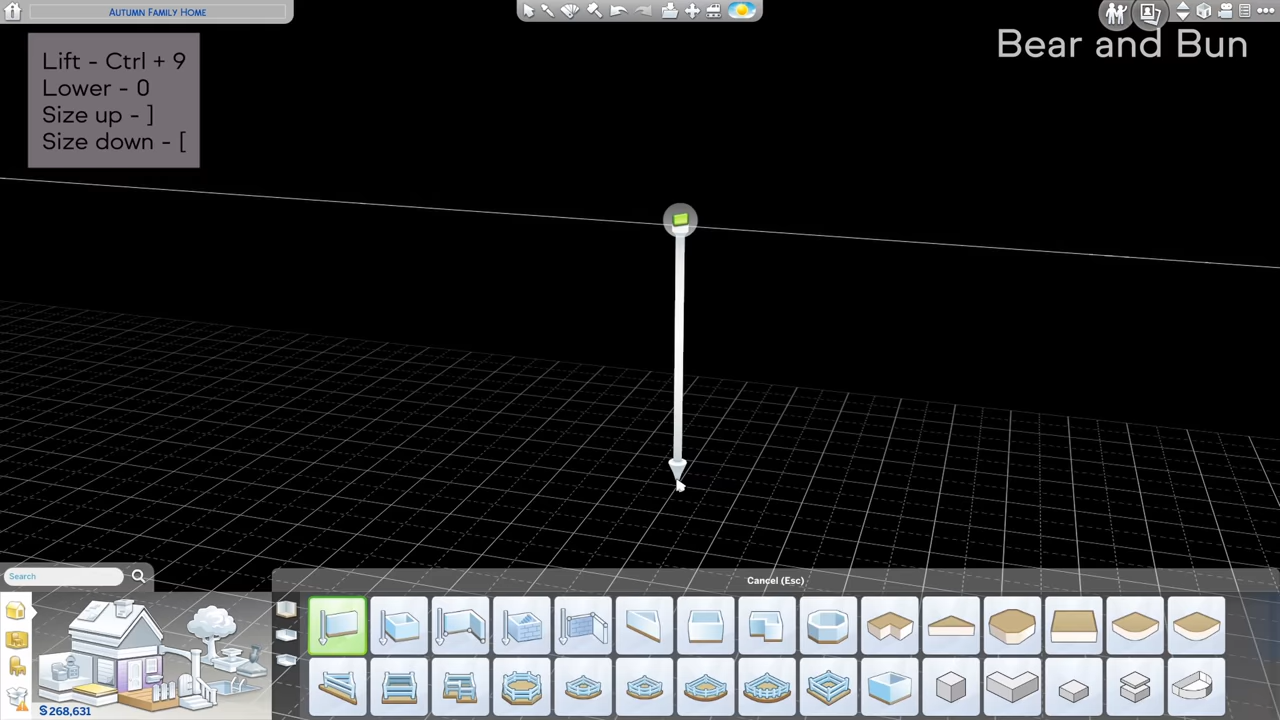 AUTUMN FAMILY HOME
Bear and Bun
Lift - Ctrl + 9
Lower - 0
Size up - ]
Size down - [
Cancel (Esc)
Search
$268,631